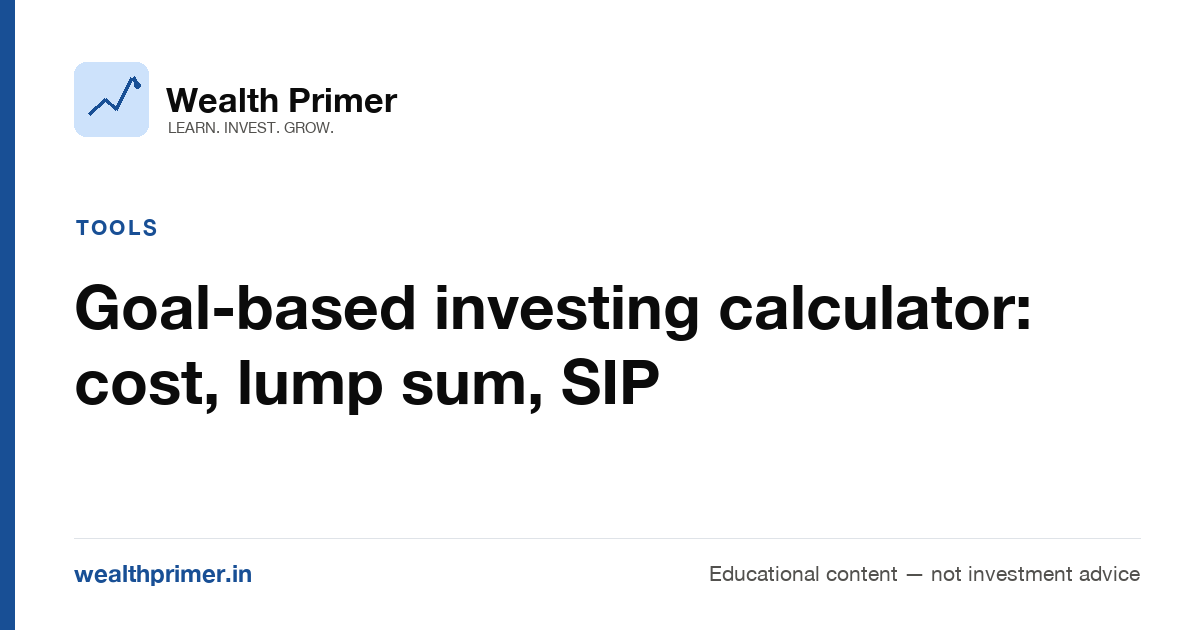 Wealth Primer
LEARN. INVEST. GROW.
TOOLS
Goal-based investing calculator:
cost, lump sum, SIP
wealthprimer.in
Educational content — not investment advice